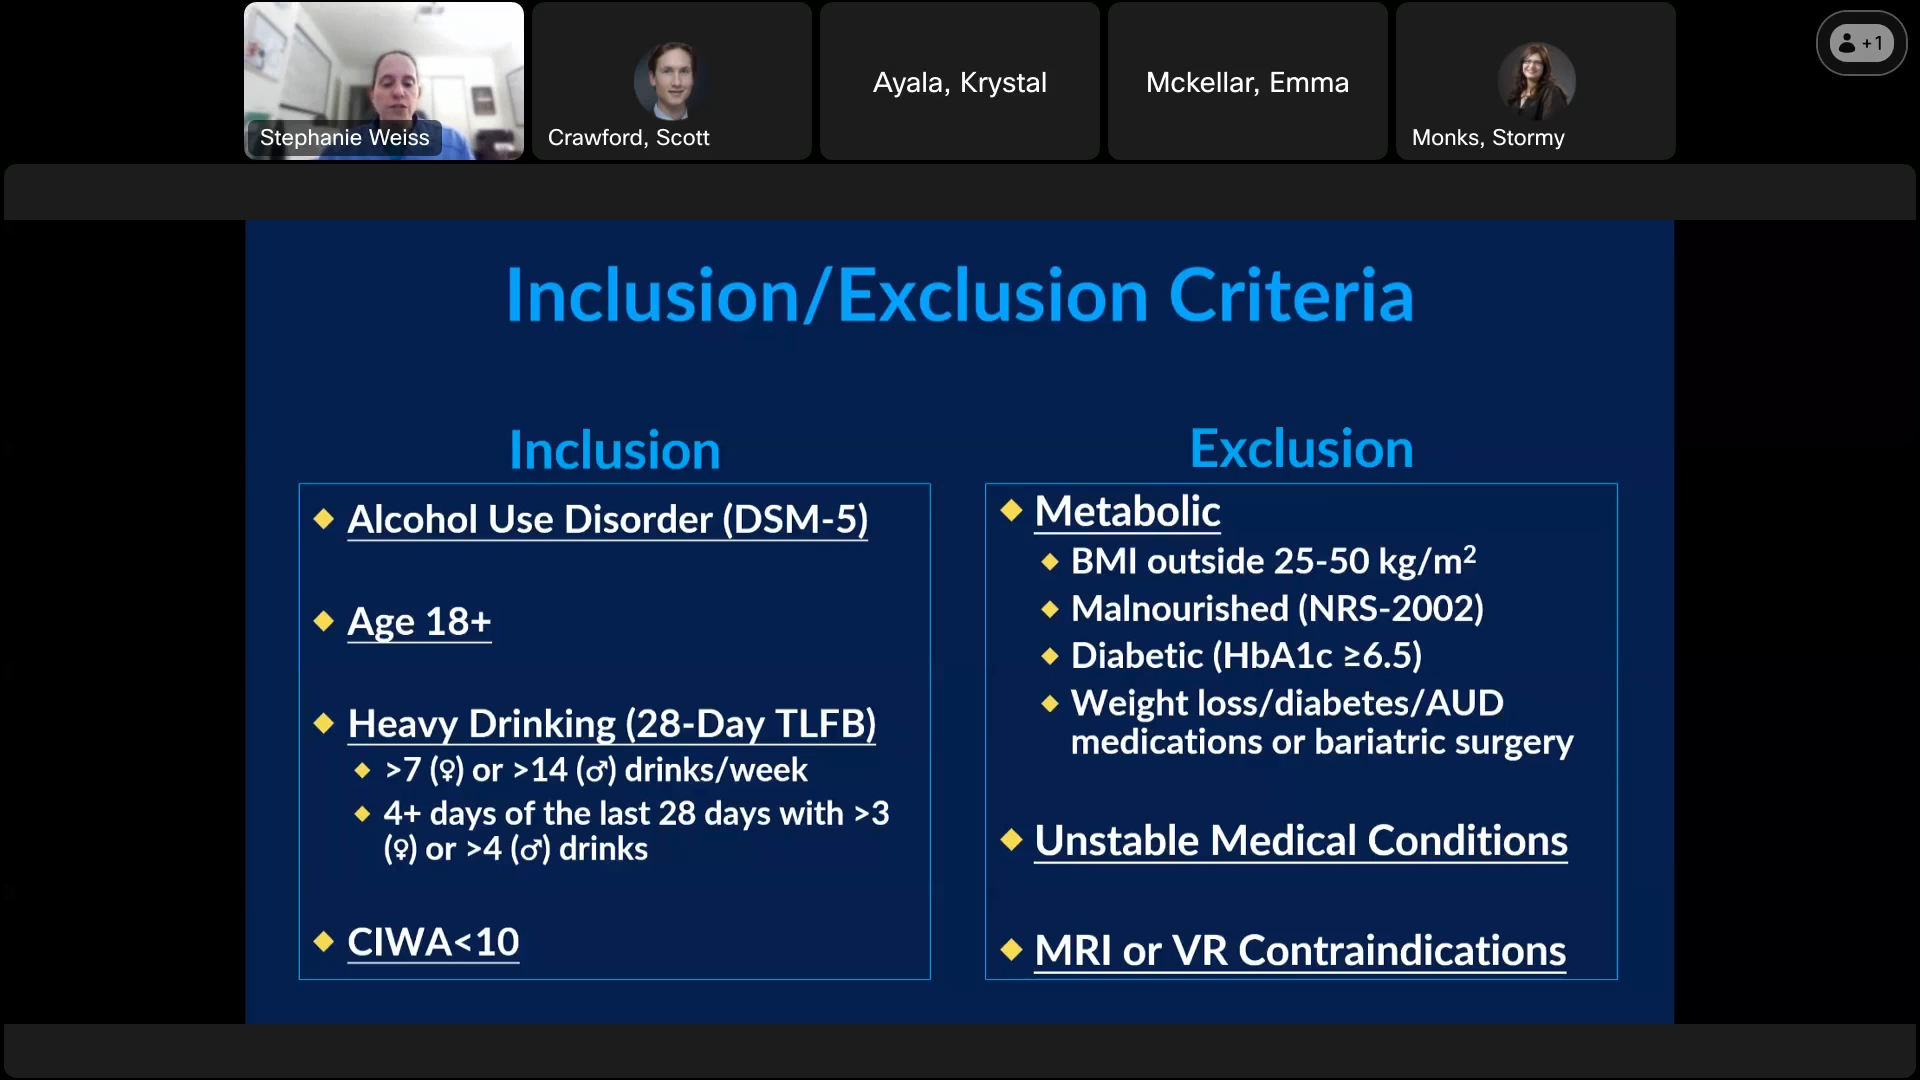 Stephanie Weiss
Crawford, Scott
Ayala, Krystal
Mckellar, Emma
Monks, Stormy
+1
Inclusion/Exclusion Criteria
Inclusion
Alcohol Use Disorder (DSM-5)
Age 18+
Heavy Drinking (28-Day TLFB)
>7 (♀) or >14 (♂) drinks/week
4+ days of the last 28 days with >3
(♀) or >4 (♂) drinks
CIWA<10
Exclusion
Metabolic
BMI outside 25-50 kg/m²
Malnourished (NRS-2002)
Diabetic (HbA1c ≥6.5)
Weight loss/diabetes/AUD
medications or bariatric surgery
Unstable Medical Conditions
MRI or VR Contraindications